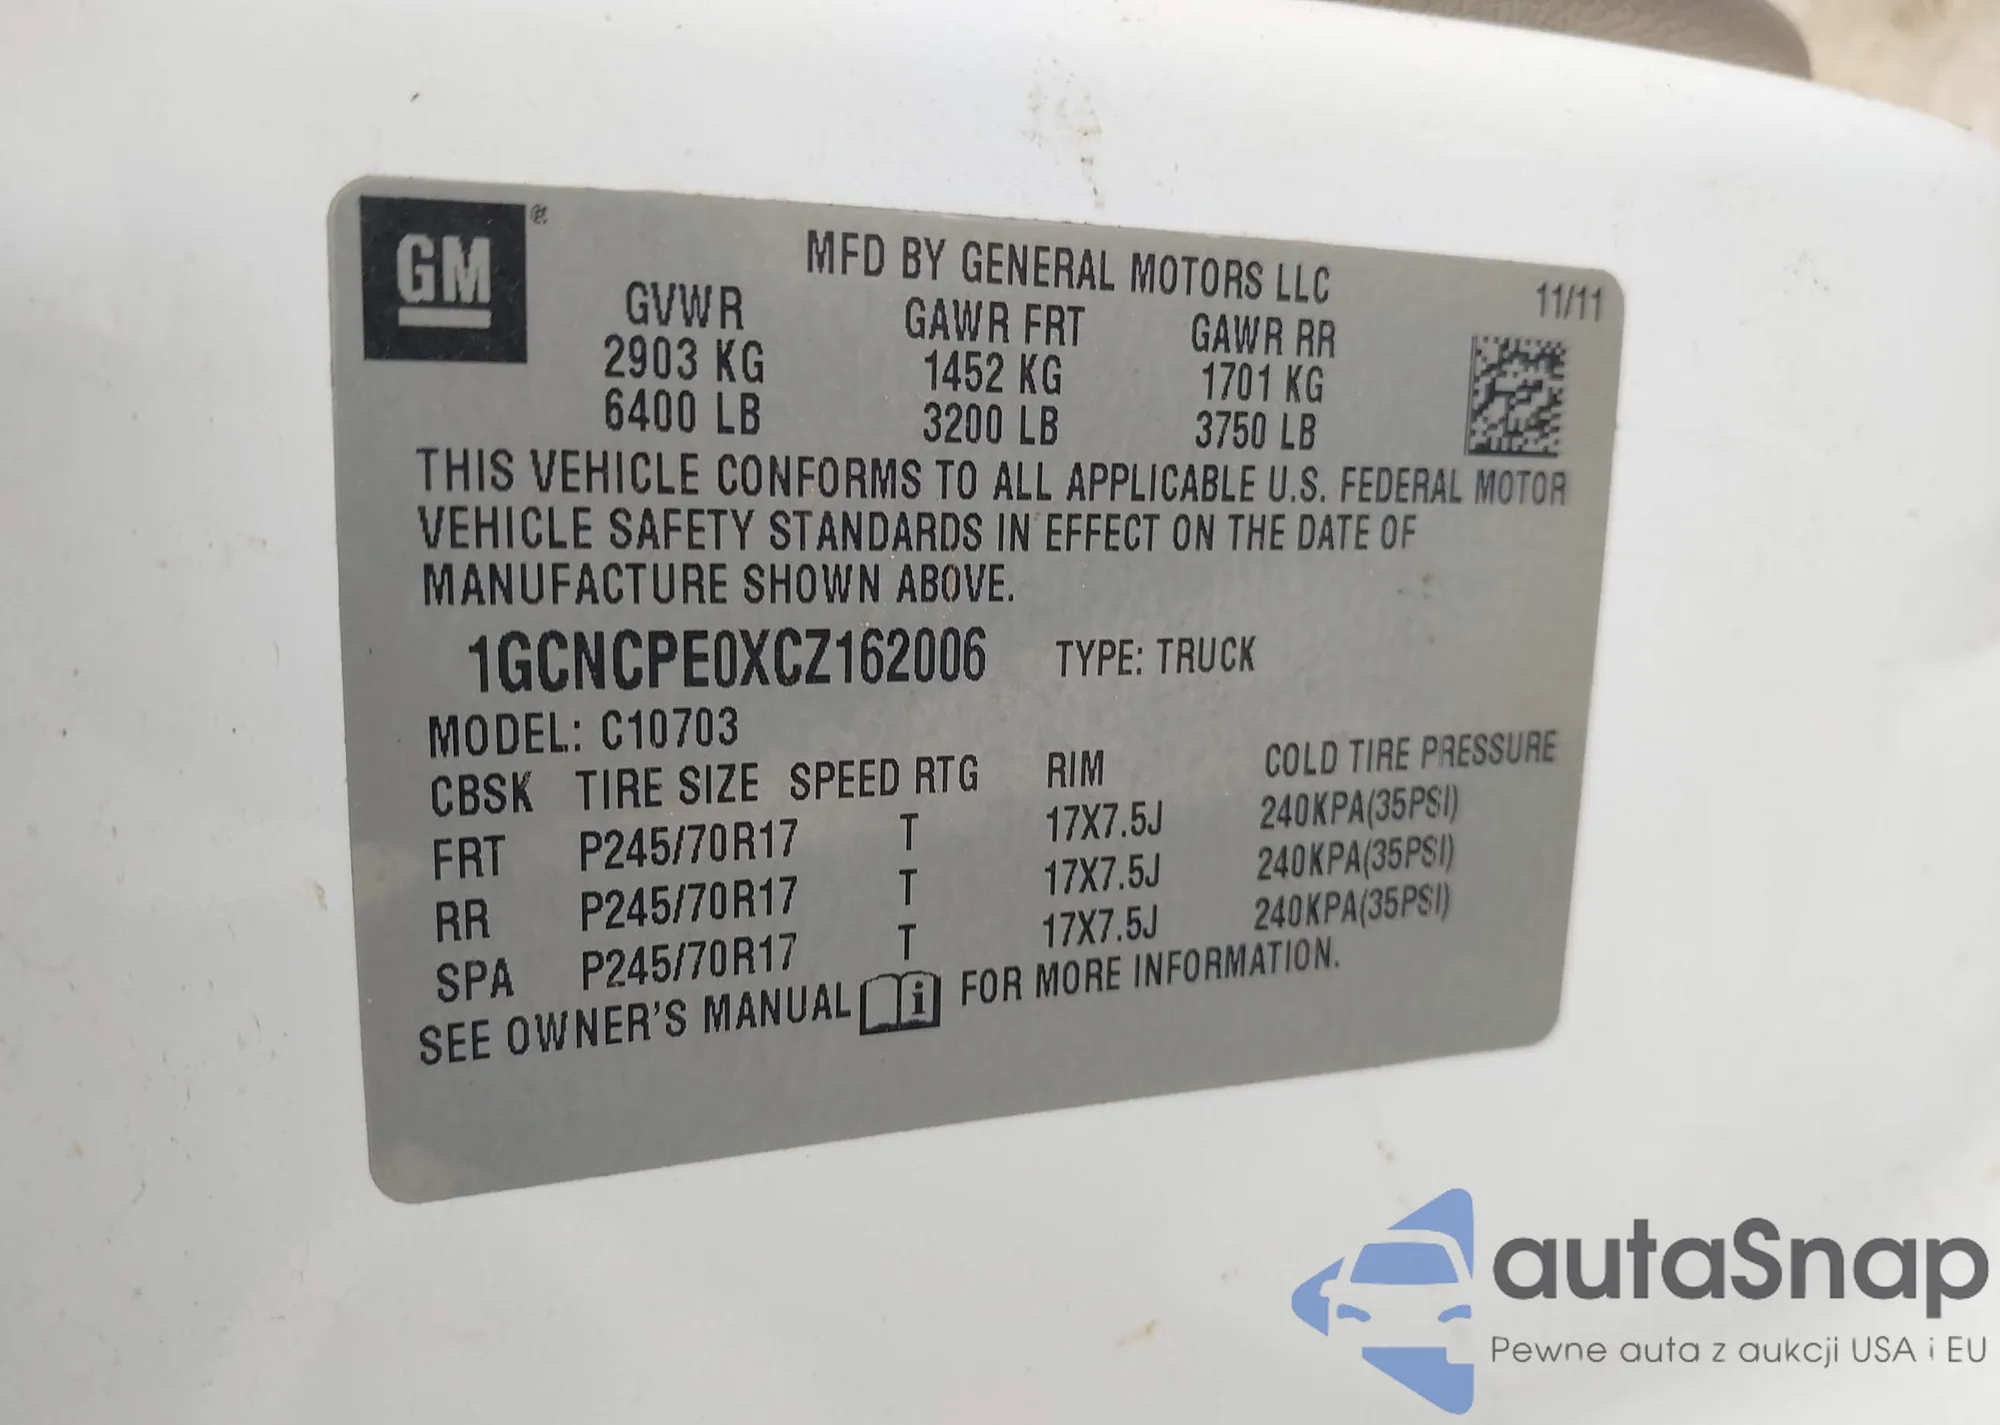 GM ®
MFD BY GENERAL MOTORS LLC
11/11
GVWR GAWR FRT GAWR RR
2903 KG 1452 KG 1701 KG
6400 LB 3200 LB 3750 LB
THIS VEHICLE CONFORMS TO ALL APPLICABLE U.S. FEDERAL MOTOR
VEHICLE SAFETY STANDARDS IN EFFECT ON THE DATE OF
MANUFACTURE SHOWN ABOVE.
1GCNCPE0XCZ162006 TYPE: TRUCK
MODEL: C10703
CBSK TIRE SIZE SPEED RTG RIM COLD TIRE PRESSURE
FRT P245/70R17 T 17X7.5J 240KPA(35PSI)
RR P245/70R17 T 17X7.5J 240KPA(35PSI)
SPA P245/70R17 T 17X7.5J 240KPA(35PSI)
SEE OWNER'S MANUAL i FOR MORE INFORMATION.
autaSnap
Pewne auta z aukcji USA i EU